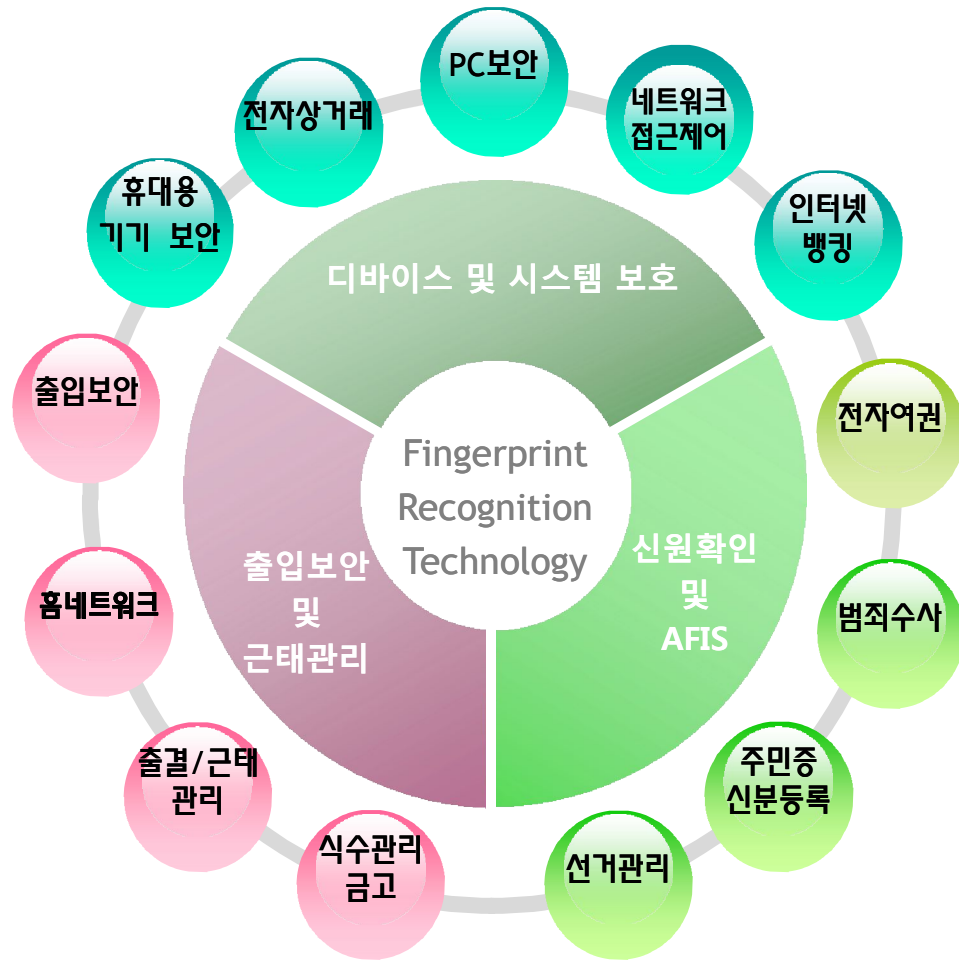 PC보안
네트워크
접근제어
인터넷
뱅킹
전자여권
범죄수사
주민증
신분등록
선거관리
식수관리
금고
출결/근태
관리
홈네트워크
출입보안
휴대용
기기 보안
전자상거래
디바이스 및 시스템 보호
신원확인
및
AFIS
출입보안
및
근태관리
Fingerprint
Recognition
Technology